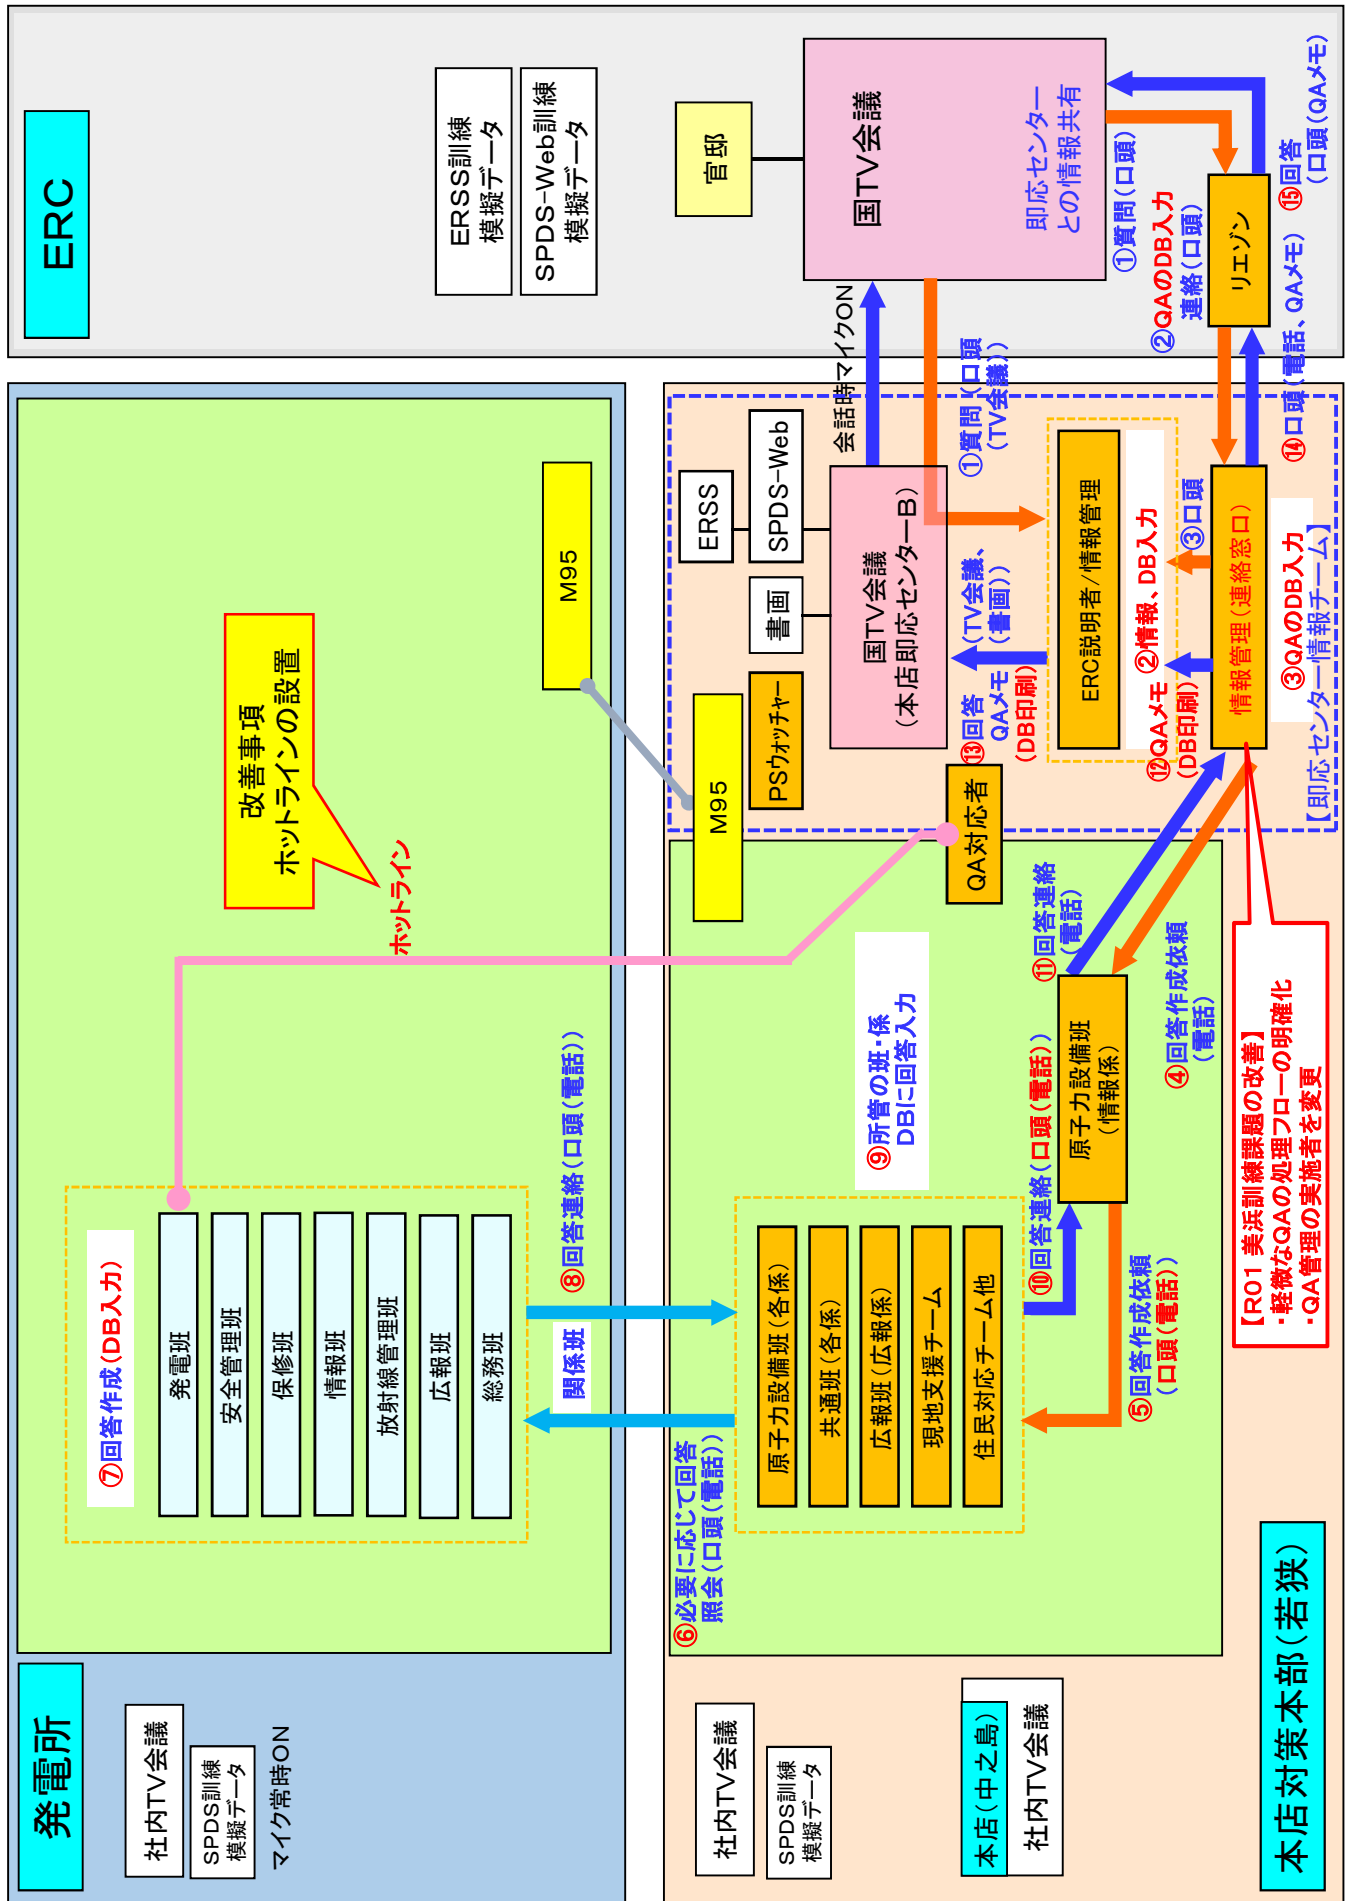 発電所
社内TV会議
SPDS訓練
模擬データ
マイク常時ON
⑦回答作成(DB入力)
発電班
安全管理班
保修班
情報班
放射線管理班
広報班
総務班
関係班
⑧回答連絡(口頭(電話))
改善事項
ホットラインの設置
ホットライン
M95
ERC
ERSS訓練
模擬データ
SPDS-Web訓練
模擬データ
官邸
国TV会議
即応センター
との情報共有
①質問(口頭)
②QAのDB入力
連絡(口頭)
リエゾン
⑮回答
(口頭(QAメモ)
本店対策本部(若狭)
社内TV会議
SPDS訓練
模擬データ
本店(中之島)
社内TV会議
⑥必要に応じて回答
照会(口頭(電話))
原子力設備班(各係)
共通班(各係)
広報班(広報係)
現地支援チーム
住民対応チーム他
⑤回答作成依頼
(口頭(電話))
⑨所管の班・係
DBに回答入力
⑩回答連絡(口頭(電話))
原子力設備班
(情報係)
⑪回答連絡
(電話)
④回答作成依頼
(電話)
【R01 美浜訓練課題の改善】
・軽微なQAの処理フローの明確化
・QA管理の実施者を変更
M95
QA対応者
PSウォッチャー
書画
ERSS
SPDS-Web
国TV会議
(本店即応センターB)
会話時マイクON
①質問(口頭
(TV会議))
⑬回答(TV会議、
QAメモ(書画))
(DB印刷)
ERC説明者/情報管理
②情報、DB入力
⑫QAメモ
(DB印刷)
③口頭
情報管理(連絡窓口)
③QAのDB入力
⑭口頭(電話、QAメモ)
【即応センター情報チーム】